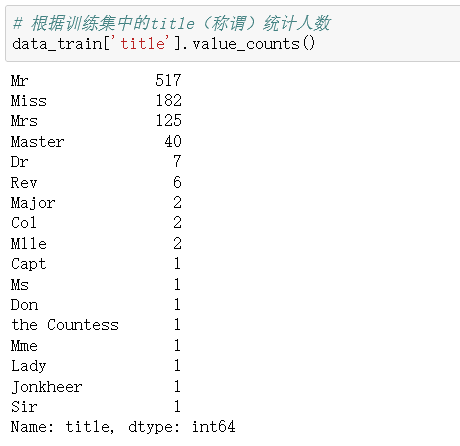 # 根据训练集中的title（称谓）统计人数
data_train['title'].value_counts()
Mr 517
Miss 182
Mrs 125
Master 40
Dr 7
Rev 6
Major 2
Col 2
Mlle 2
Capt 1
Ms 1
Don 1
the Countess 1
Mme 1
Lady 1
Jonkheer 1
Sir 1
Name: title, dtype: int64